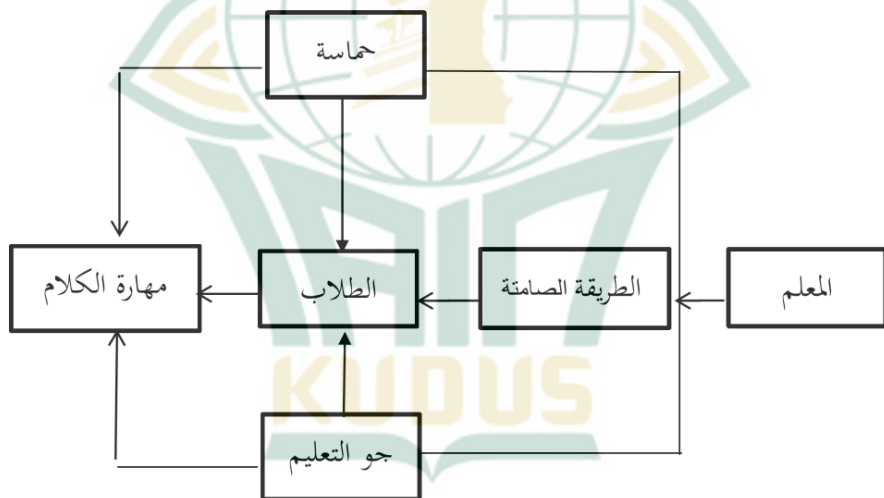 حماسة
المعلم
الطريقة الصامتة
الطلاب
مهارة الكلام
جو التعليم
KUDUS